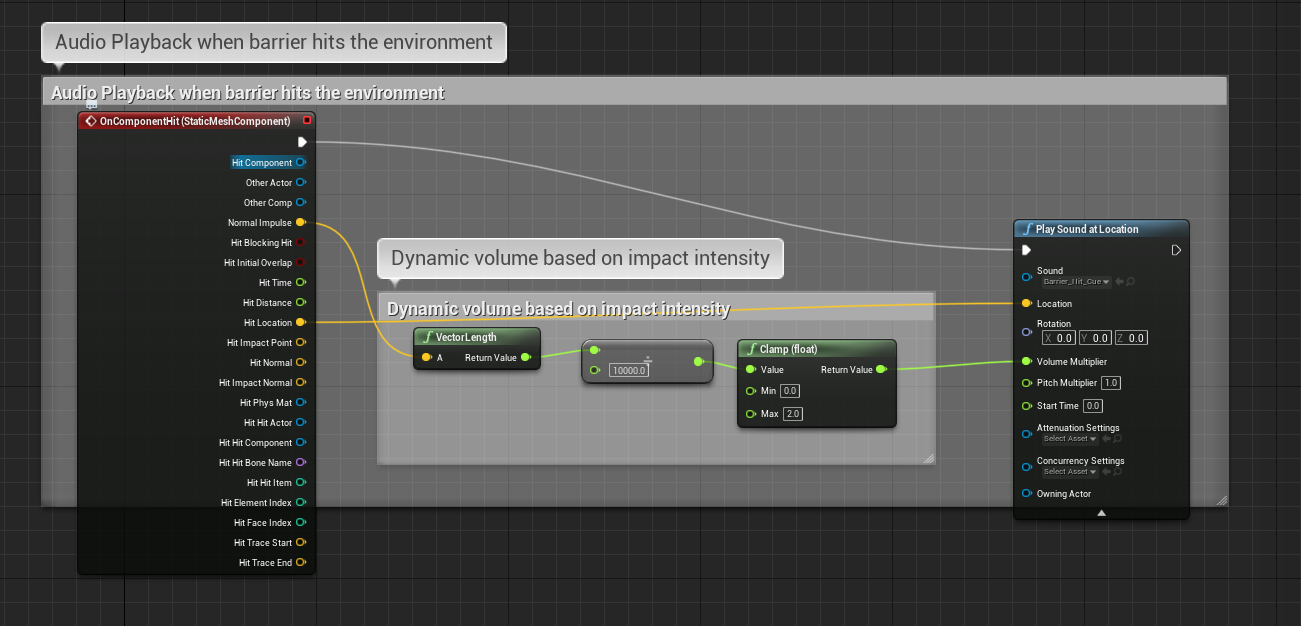 Audio Playback when barrier hits the environment
Audio Playback when barrier hits the environment
OnComponentHit (StaticMeshComponent)
Hit Component
Other Actor
Other Comp
Normal Impulse
Hit Blocking Hit
Hit Initial Overlap
Hit Time
Hit Distance
Hit Location
Hit Impact Point
Hit Normal
Hit Impact Normal
Hit Phys Mat
Hit Hit Actor
Hit Hit Component
Hit Hit Bone Name
Hit Hit Item
Hit Element Index
Hit Face Index
Hit Trace Start
Hit Trace End
Dynamic volume based on impact intensity
Dynamic volume based on impact intensity
f VectorLength
A Return Value
÷
10000.0
f Clamp (float)
Value Return Value
Min 0.0
Max 2.0
f Play Sound at Location
Sound
Barrier_Hit_Cue
Location
Rotation
X 0.0 Y 0.0 Z 0.0
Volume Multiplier
Pitch Multiplier 1.0
Start Time 0.0
Attenuation Settings
Select Asset
Concurrency Settings
Select Asset
Owning Actor